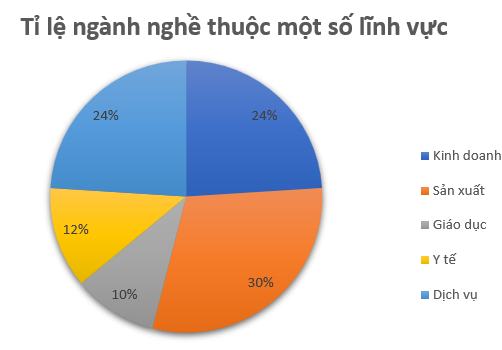 Tỉ lệ ngành nghề thuộc một số lĩnh vực
24%
24%
Kinh doanh
Sản xuất
Giáo dục
12%
Y tế
30%
10%
Dịch vụ